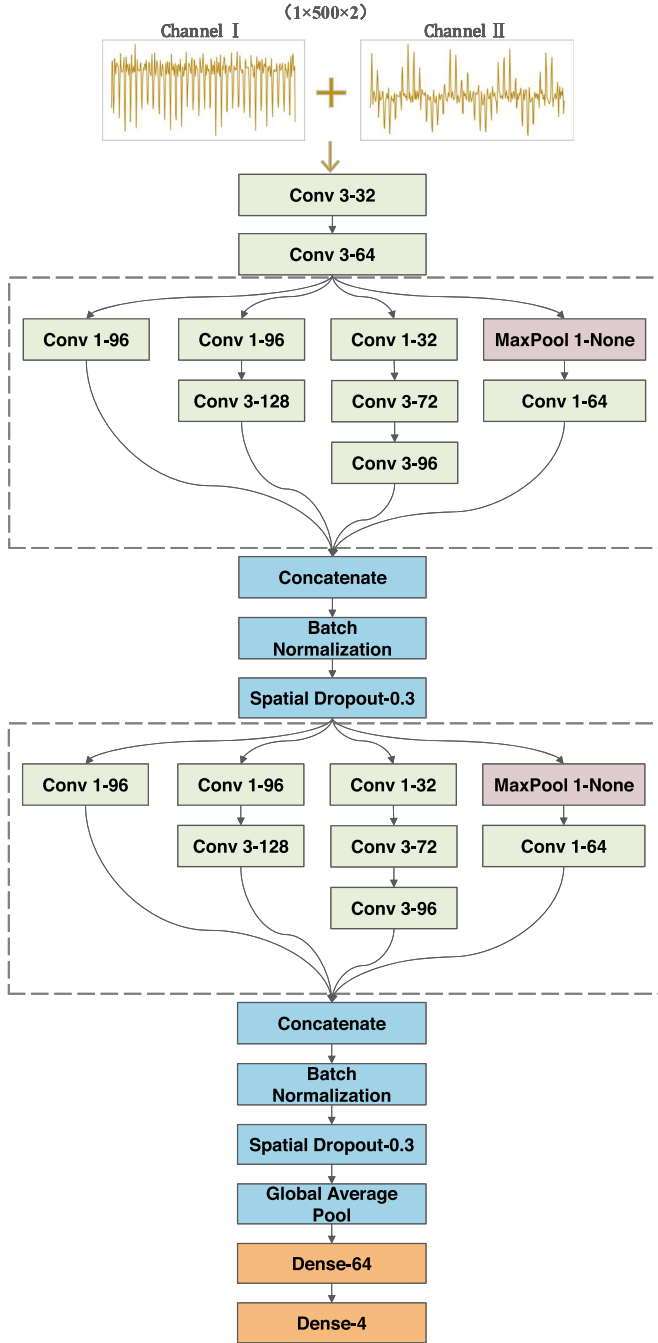 (1×500×2)
Channel Ⅰ
Channel Ⅱ
Conv 3-32
Conv 3-64
Conv 1-96
Conv 1-96
Conv 1-32
MaxPool 1-None
Conv 3-128
Conv 3-72
Conv 1-64
Conv 3-96
Concatenate
Batch
Normalization
Spatial Dropout-0.3
Conv 1-96
Conv 1-96
Conv 1-32
MaxPool 1-None
Conv 3-128
Conv 3-72
Conv 1-64
Conv 3-96
Concatenate
Batch
Normalization
Spatial Dropout-0.3
Global Average
Pool
Dense-64
Dense-4